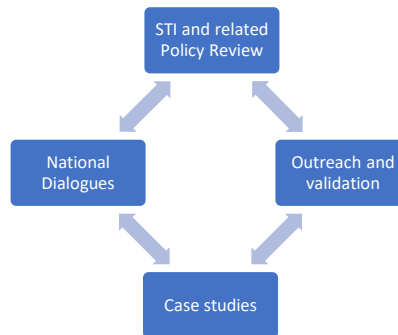 STI and related
Policy Review
National
Dialogues
Outreach and
validation
Case studies